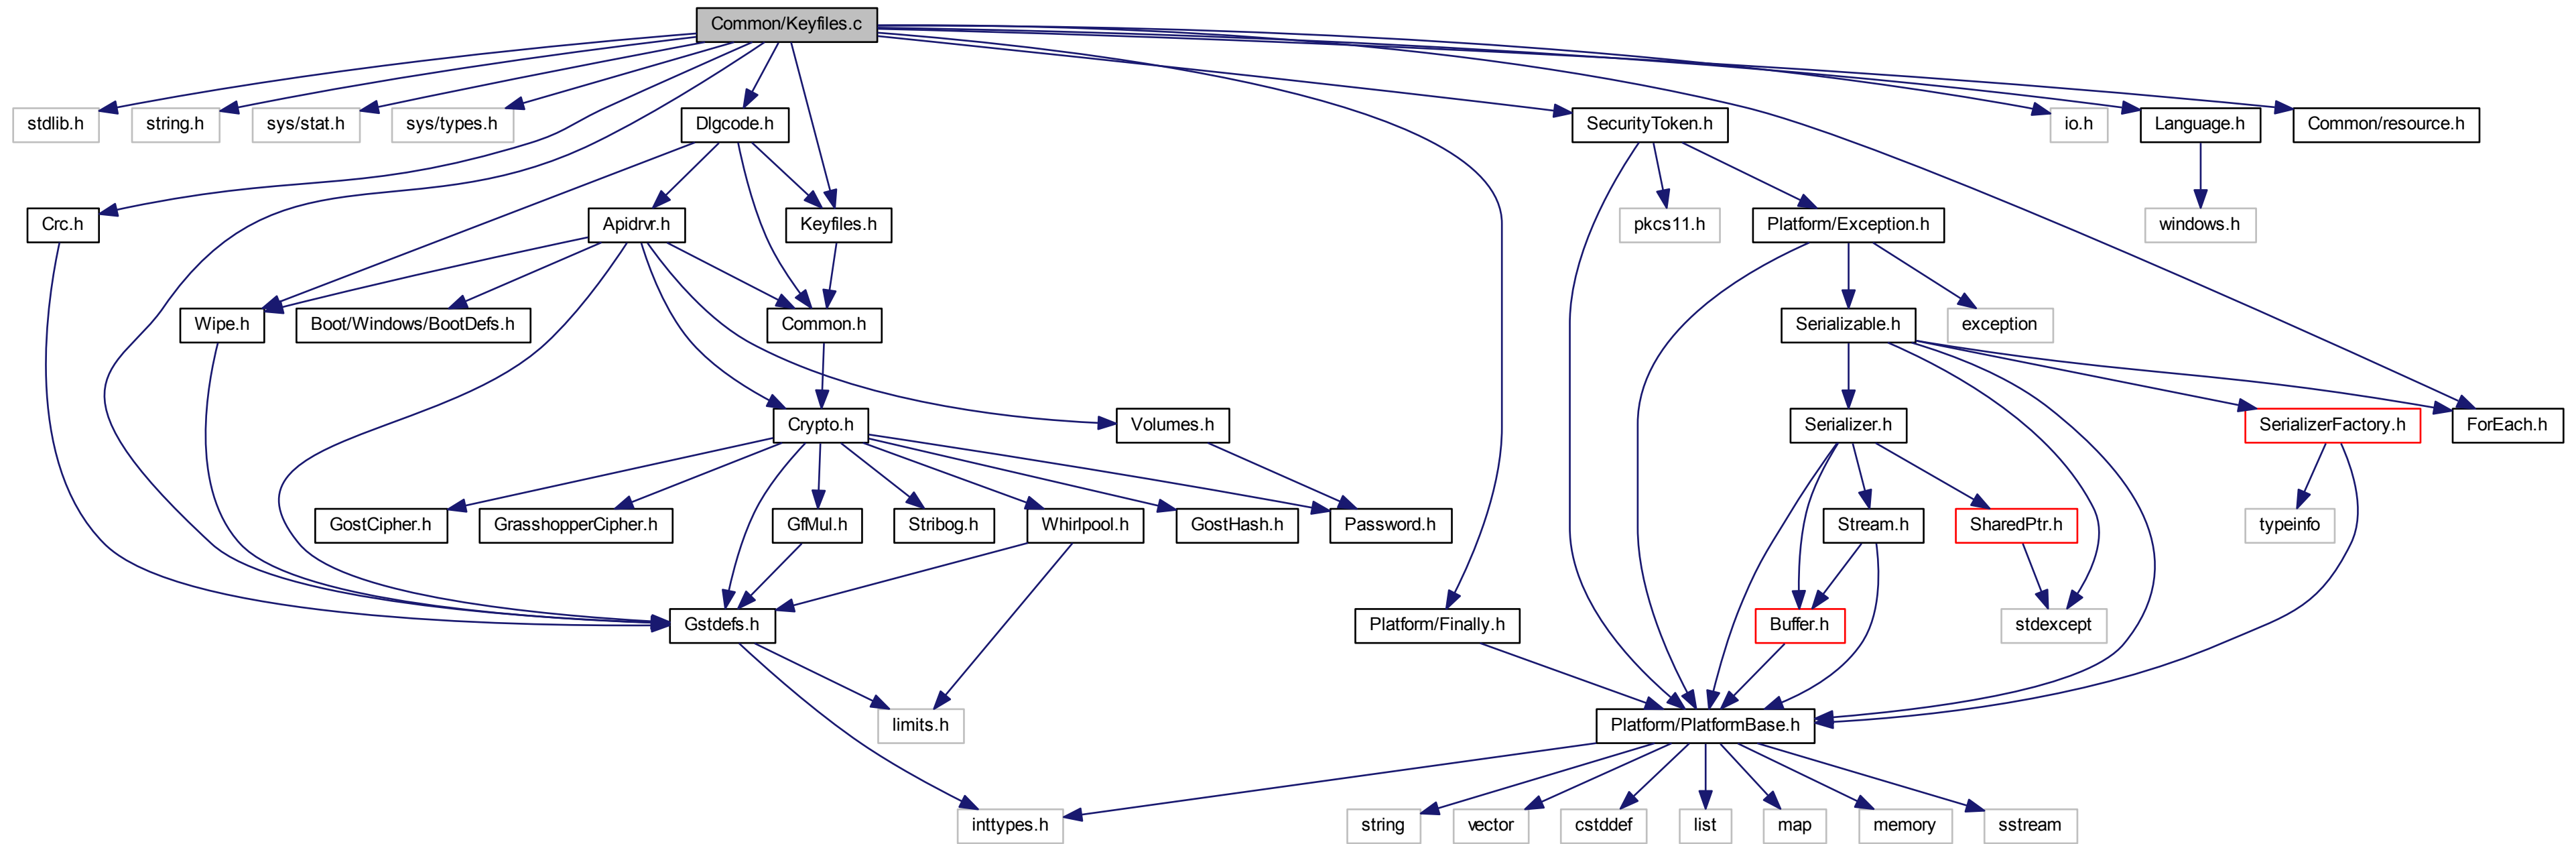 Common/Keyfiles.c
stdlib.h
string.h
sys/stat.h
sys/types.h
Dlgcode.h
SecurityToken.h
io.h
Language.h
Common/resource.h
Crc.h
Apidrvr.h
Keyfiles.h
pkcs11.h
Platform/Exception.h
windows.h
Wipe.h
Boot/Windows/BootDefs.h
Common.h
Serializable.h
exception
Crypto.h
Volumes.h
Serializer.h
SerializerFactory.h
ForEach.h
GostCipher.h
GrasshopperCipher.h
GfMul.h
Stribog.h
Whirlpool.h
GostHash.h
Password.h
Stream.h
SharedPtr.h
typeinfo
Gstdefs.h
Platform/Finally.h
Buffer.h
stdexcept
limits.h
Platform/PlatformBase.h
inttypes.h
string
vector
cstddef
list
map
memory
sstream